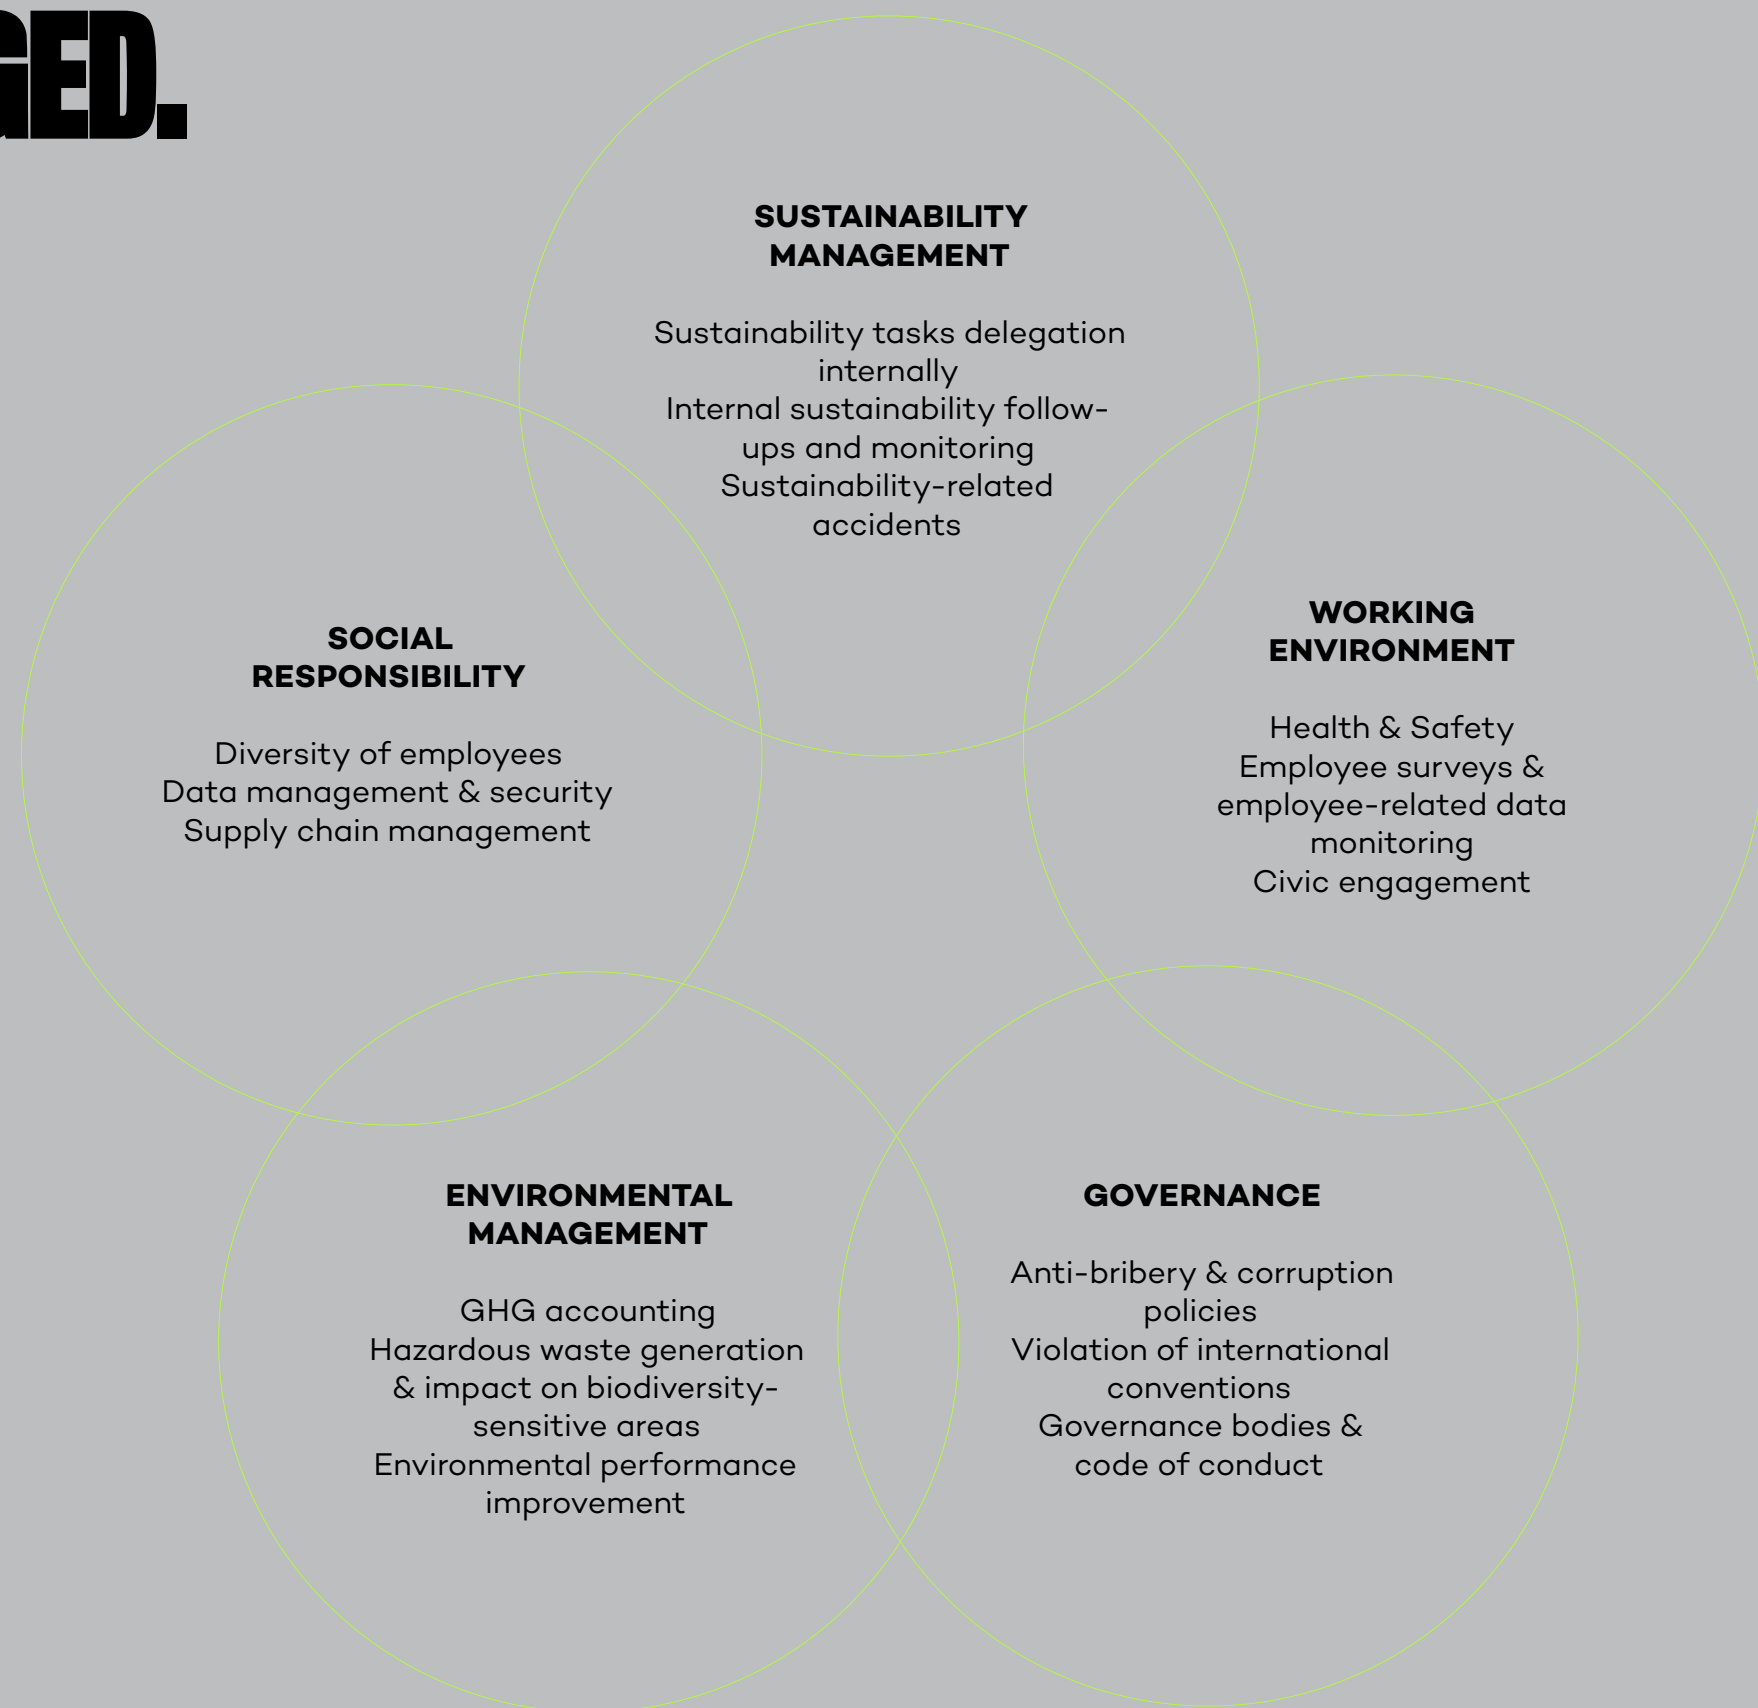 GED.
SUSTAINABILITY
MANAGEMENT
Sustainability tasks delegation
internally
Internal sustainability follow-
ups and monitoring
Sustainability-related
accidents
SOCIAL
RESPONSIBILITY
Diversity of employees
Data management & security
Supply chain management
WORKING
ENVIRONMENT
Health & Safety
Employee surveys &
employee-related data
monitoring
Civic engagement
ENVIRONMENTAL
MANAGEMENT
GHG accounting
Hazardous waste generation
& impact on biodiversity-
sensitive areas
Environmental performance
improvement
GOVERNANCE
Anti-bribery & corruption
policies
Violation of international
conventions
Governance bodies &
code of conduct